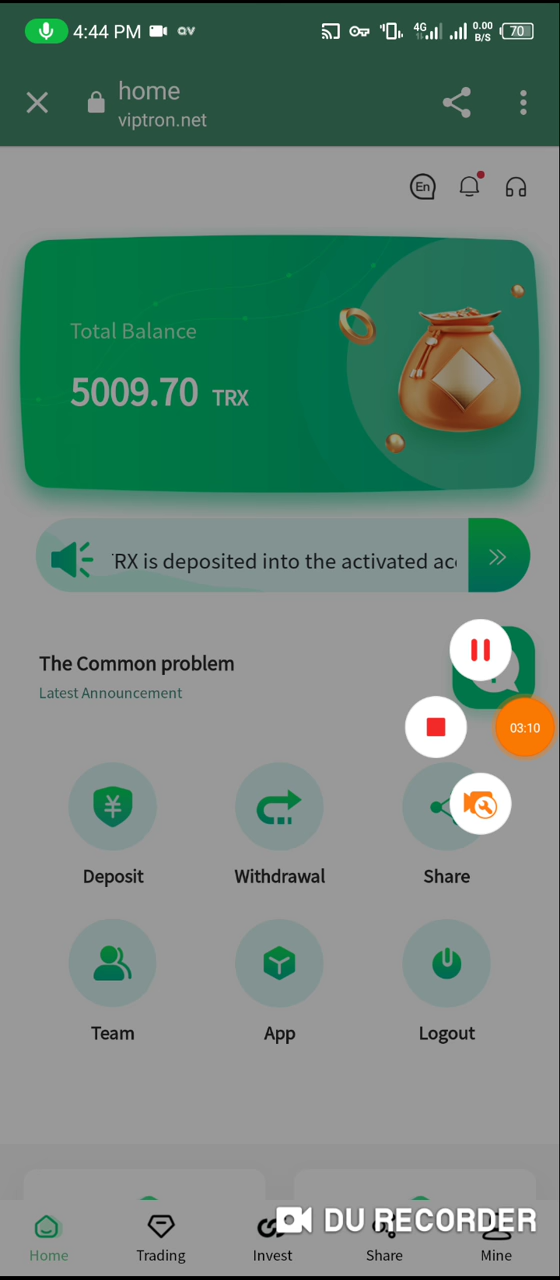 4:44 PM
4G
0.00
B/S
70
home
viptron.net
En
Total Balance
5009.70 TRX
RX is deposited into the activated acc
The Common problem
Latest Announcement
03:10
Deposit
Withdrawal
Share
Team
App
Logout
DU RECORDER
Home
Trading
Invest
Share
Mine